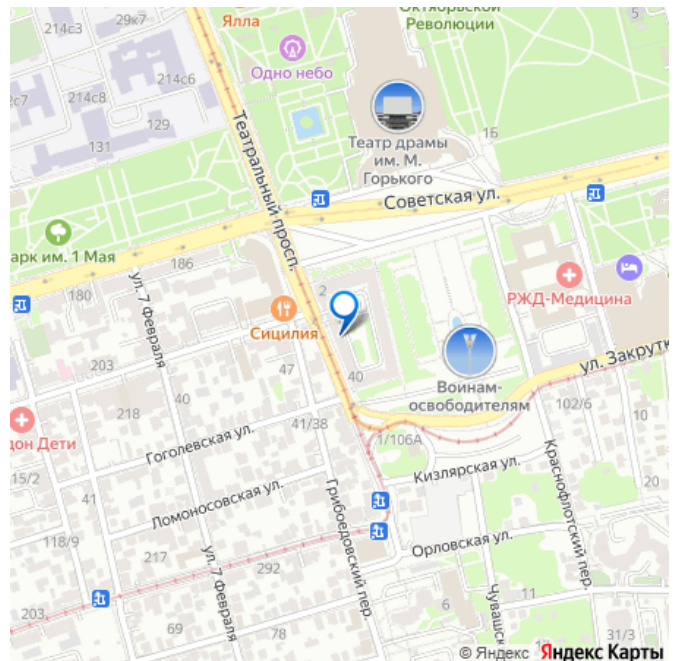 Октябрьской
Революции
5
Ялла
29к7
214с3
Одно небо
214с6
214с8
с7
129
131
Театральный просп.
Театр драмы
им. М.
Горького
16
Советская ул.
арк им. 1 Мая
186
180
ул. 7 Февраля
2
Сицилия
РЖД-Медицина
203
47
40
Воинам-
освободителям
ул. Закрутк
218
40
дон Дети
41/38
1/106А
102/6
10
Гоголевская ул.
15/2
41
Кизлярская ул.
Краснофлотский пер.
20
Ломоносовская ул.
Грибоедовский пер.
118/9
217
292
Орловская ул.
ул. 7 Февраля
203
69
78
6
Чувашск
11
11
31/3
© Яндекс Яндекс Карты